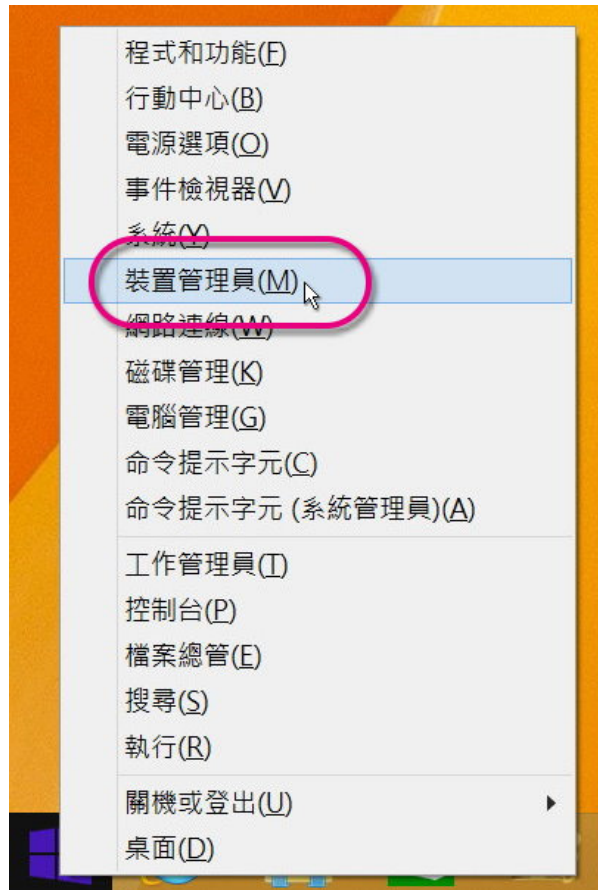 程式和功能(F)
行動中心(B)
電源選項(O)
事件檢視器(V)
系統(Y)
裝置管理員(M)
網路連線(W)
磁碟管理(K)
電腦管理(G)
命令提示字元(C)
命令提示字元 (系統管理員)(A)
工作管理員(T)
控制台(P)
檔案總管(E)
搜尋(S)
執行(R)
關機或登出(U)
桌面(D)